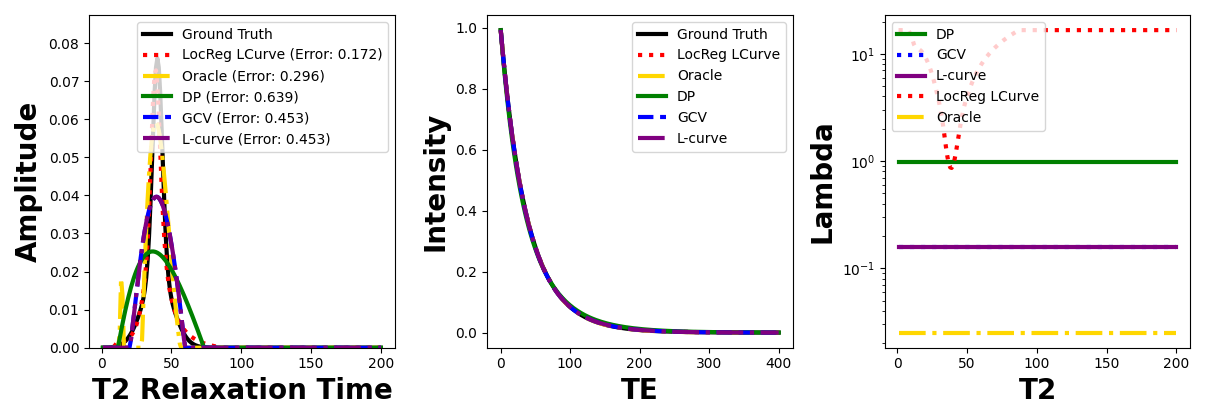 Amplitude
0.08
0.07
0.06
0.05
0.04
0.03
0.02
0.01
0.00
Ground Truth
LocReg LCurve (Error: 0.172)
Oracle (Error: 0.296)
DP (Error: 0.639)
GCV (Error: 0.453)
L-curve (Error: 0.453)
0 50 100 150 200
T2 Relaxation Time
Intensity
1.0
0.8
0.6
0.4
0.2
0.0
Ground Truth
LocReg LCurve
Oracle
DP
GCV
L-curve
0 100 200 300 400
TE
Lambda
10¹
10⁰
10⁻¹
DP
GCV
L-curve
LocReg LCurve
Oracle
0 50 100 150 200
T2